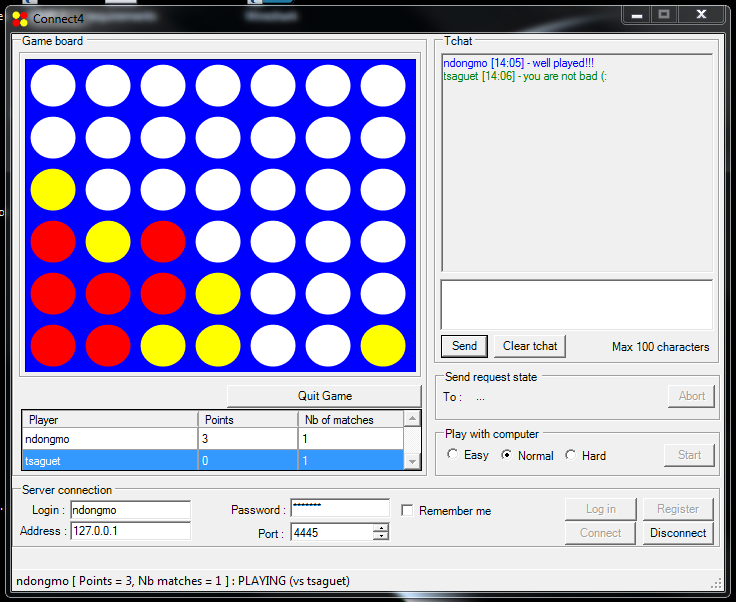 Connect4
Game board
Quit Game
Player Points Nb of matches
ndongmo 3 1
tsaguet 0 1
Tchat
ndongmo [14:05] - well played!!!
tsaguet [14:06] - you are not bad (:
Send Clear tchat Max 100 characters
Send request state
To : ... Abort
Play with computer
Easy Normal Hard Start
Server connection
Login : ndongmo Password : ******* Remember me Log in Register
Address : 127.0.0.1 Port : 4445 Connect Disconnect
ndongmo [ Points = 3, Nb matches = 1 ] : PLAYING (vs tsaguet)